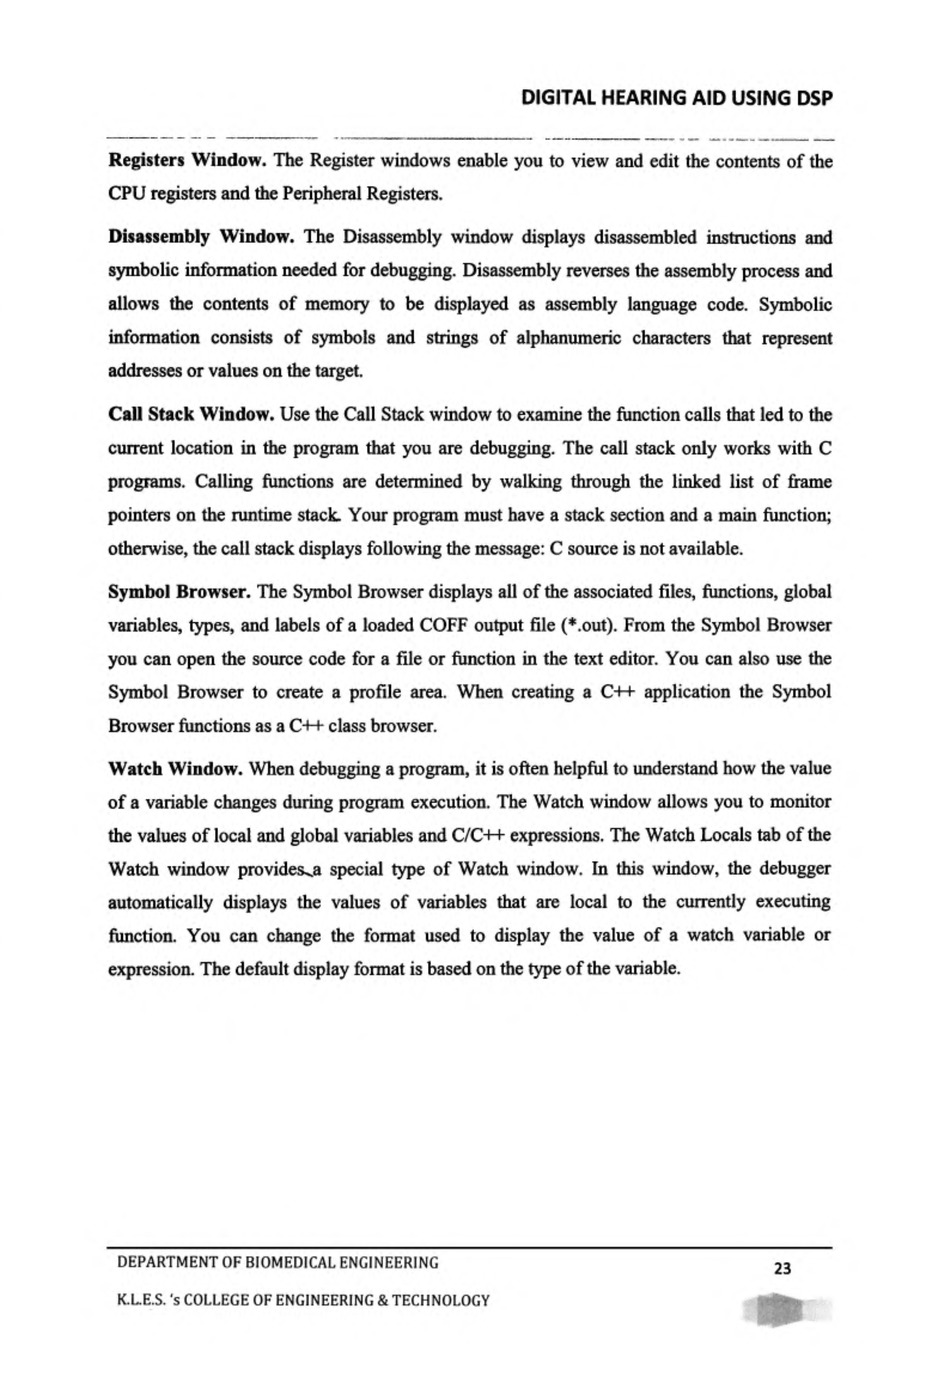 DIGITAL HEARING AID USING DSP
Registers Window. The Register windows enable you to view and edit the contents of the
CPU registers and the Peripheral Registers.
Disassembly Window. The Disassembly window displays disassembled instructions and
symbolic information needed for debugging. Disassembly reverses the assembly process and
allows the contents of memory to be displayed as assembly language code. Symbolic
information consists of symbols and strings of alphanumeric characters that represent
addresses or values on the target.
Call Stack Window. Use the Call Stack window to examine the function calls that led to the
current location in the program that you are debugging. The call stack only works with C
programs. Calling functions are determined by walking through the linked list of frame
pointers on the runtime stack. Your program must have a stack section and a main function;
otherwise, the call stack displays following the message: C source is not available.
Symbol Browser. The Symbol Browser displays all of the associated files, functions, global
variables, types, and labels of a loaded COFF output file (*.out). From the Symbol Browser
you can open the source code for a file or function in the text editor. You can also use the
Symbol Browser to create a profile area. When creating a C++ application the Symbol
Browser functions as a C++ class browser.
Watch Window. When debugging a program, it is often helpful to understand how the value
of a variable changes during program execution. The Watch window allows you to monitor
the values of local and global variables and C/C++ expressions. The Watch Locals tab of the
Watch window provides a special type of Watch window. In this window, the debugger
automatically displays the values of variables that are local to the currently executing
function. You can change the format used to display the value of a watch variable or
expression. The default display format is based on the type of the variable.
DEPARTMENT OF BIOMEDICAL ENGINEERING
23
K.L.E.S. 's COLLEGE OF ENGINEERING & TECHNOLOGY